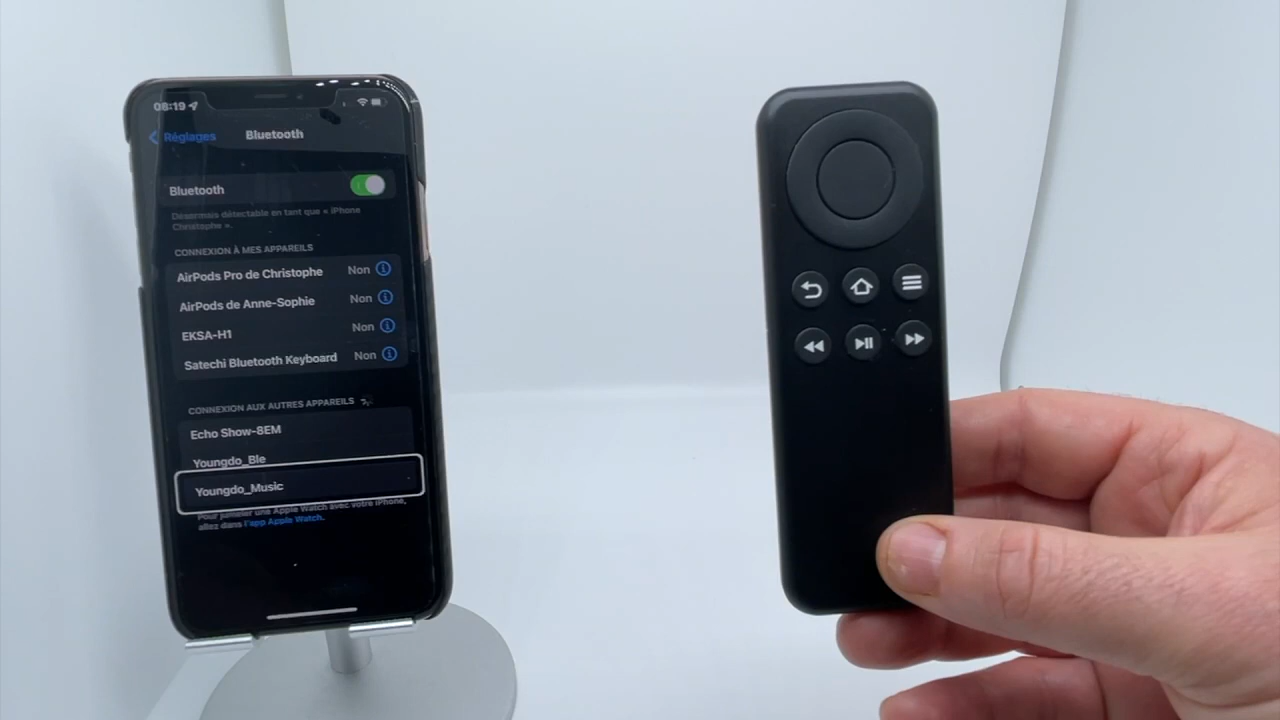 08:19
Réglages Bluetooth
Bluetooth
Désormais détectable en tant que « iPhone
Christophe ».
CONNEXION À MES APPAREILS
AirPods Pro de Christophe Non
AirPods de Anne-Sophie Non
EKSA-H1 Non
Satechi Bluetooth Keyboard Non
CONNEXION AUX AUTRES APPAREILS
Echo Show-8EM
Youngdo_Ble
Youngdo_Music
Pour jumeler une Apple Watch avec votre iPhone,
allez dans l'app Apple Watch.